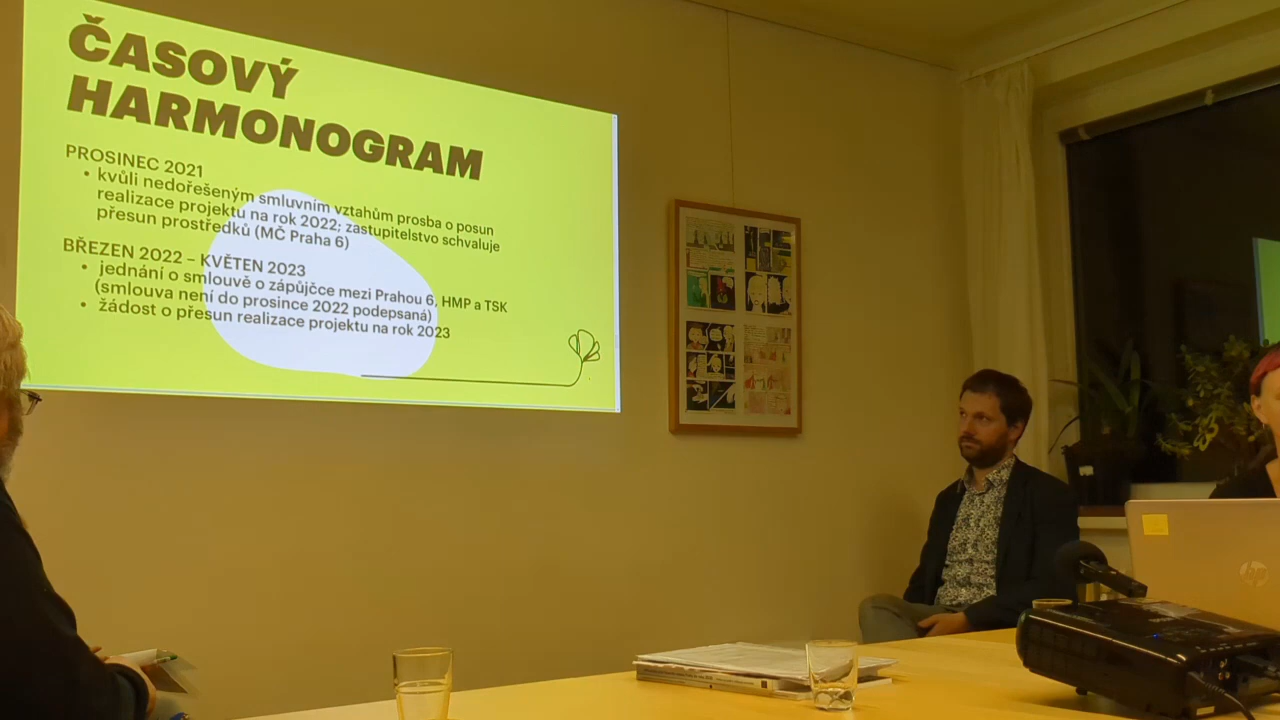 ČASOVÝ
HARMONOGRAM
PROSINEC 2021
• kvůli nedořešeným smluvním vztahům prosba o posun
realizace projektu na rok 2022; zastupitelstvo schvaluje
přesun prostředků (MČ Praha 6)
BŘEZEN 2022 – KVĚTEN 2023
• jednání o smlouvě o zápůjčce mezi Prahou 6, HMP a TSK
(smlouva není do prosince 2022 podepsaná)
• žádost o přesun realizace projektu na rok 2023
hp